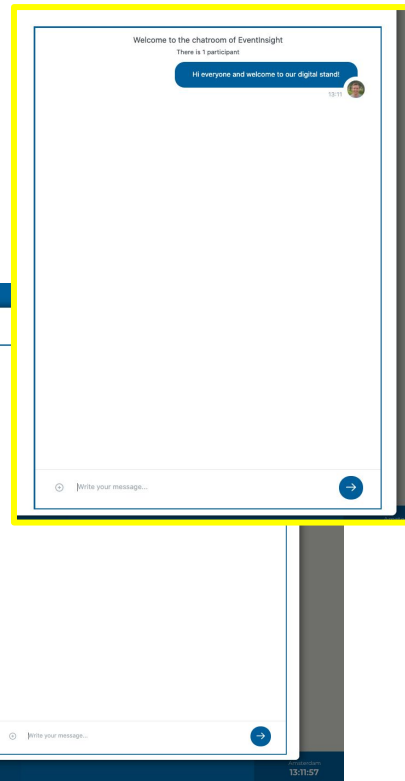 Welcome to the chatroom of EventInsight
There is 1 participant
Hi everyone and welcome to our digital stand!
13:11
Write your message...
Write your message...
Amsterdam
13:11:57